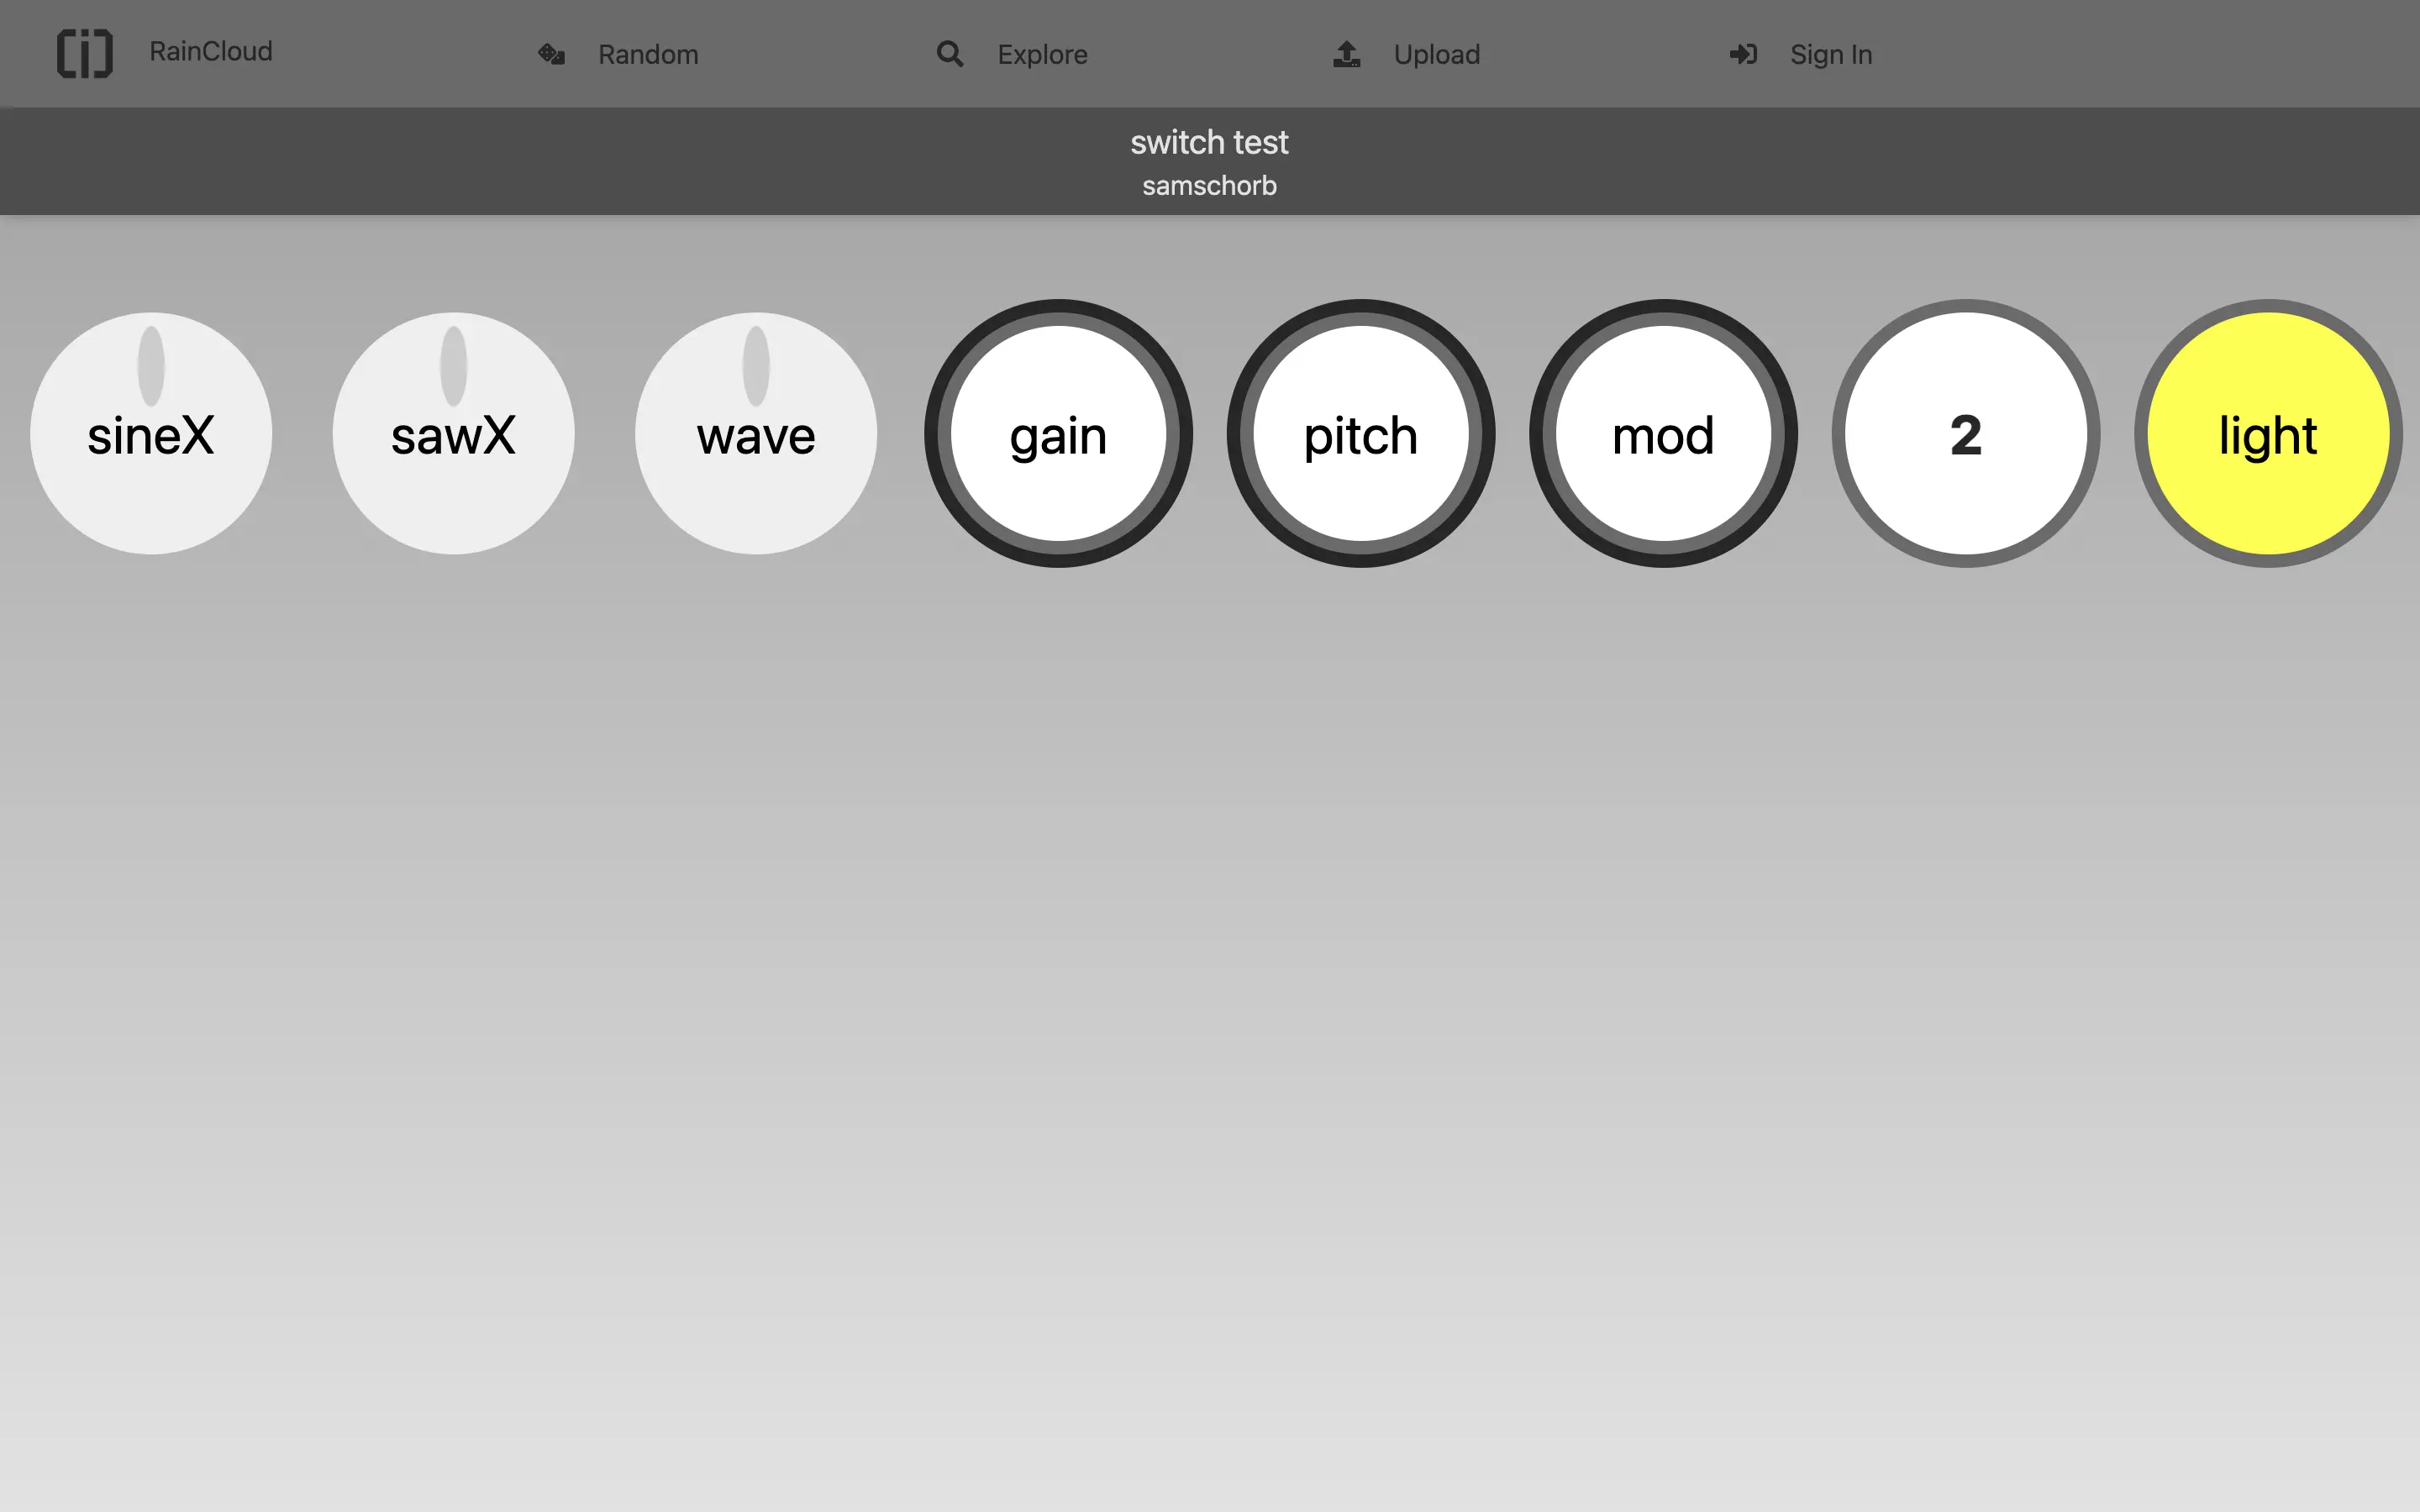 RainCloud
Random
Explore
Upload
Sign In
switch test
samschorb
sineX
sawX
wave
gain
pitch
mod
2
light